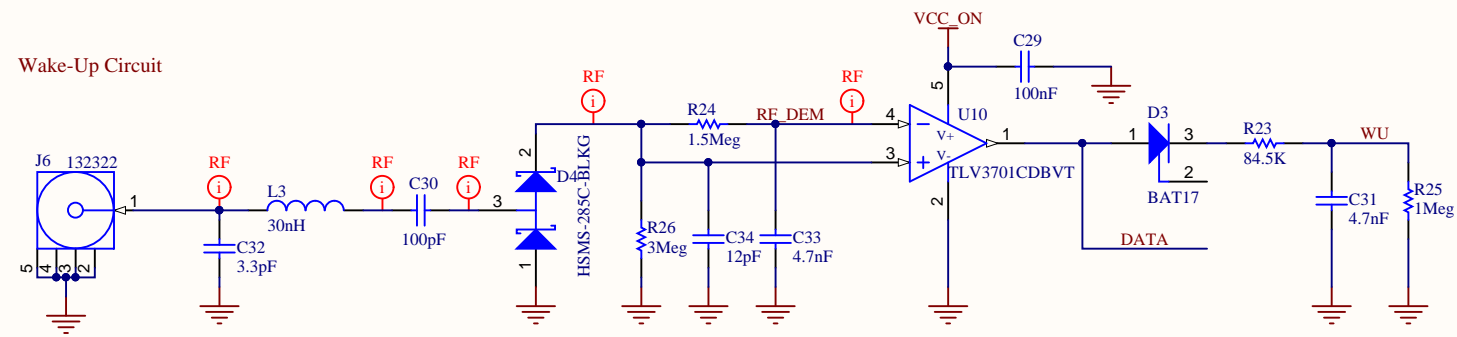 Wake-Up Circuit
J6 132322
1
5
4
3
2
RF
C32
3.3pF
L3
30nH
RF
C30
100pF
RF
3
2
1
D4
HSMS-285C-BLKG
RF
R26
3Meg
R24
1.5Meg
C34
12pF
RF_DEM
C33
4.7nF
RF
VCC_ON
C29
100nF
5
U10
4
3
V+
V-
1
2
TLV3701CDBVT
DATA
D3
1
3
2
BAT17
R23
84.5K
WU
C31
4.7nF
R25
1Meg